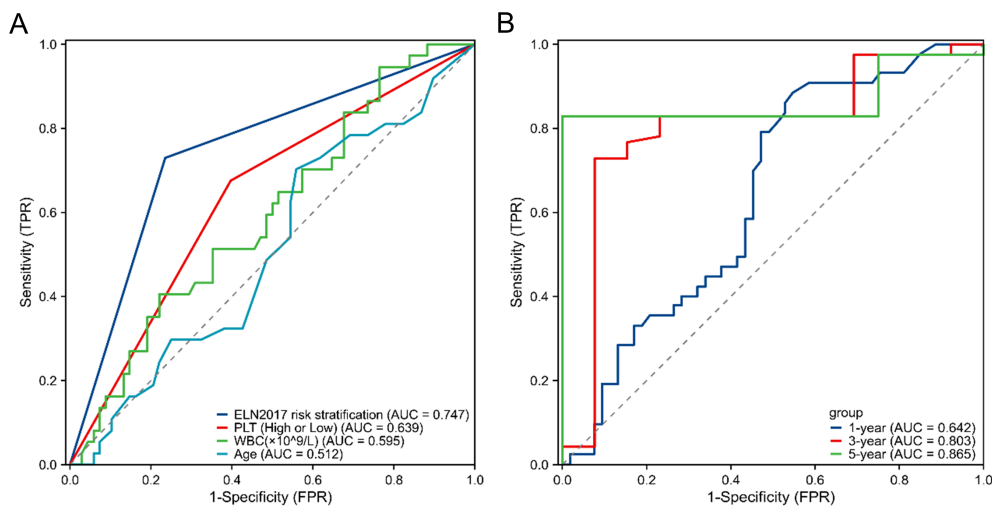 A
1.0
0.8
0.6
0.4
0.2
0.0
Sensitivity (TPR)
ELN2017 risk stratification (AUC = 0.747)
PLT (High or Low) (AUC = 0.639)
WBC(×10^9/L) (AUC = 0.595)
Age (AUC = 0.512)
0.0 0.2 0.4 0.6 0.8 1.0
1-Specificity (FPR)
B
1.0
0.8
0.6
0.4
0.2
0.0
Sensitivity (TPR)
group
1-year (AUC = 0.642)
3-year (AUC = 0.803)
5-year (AUC = 0.865)
0.0 0.2 0.4 0.6 0.8 1.0
1-Specificity (FPR)